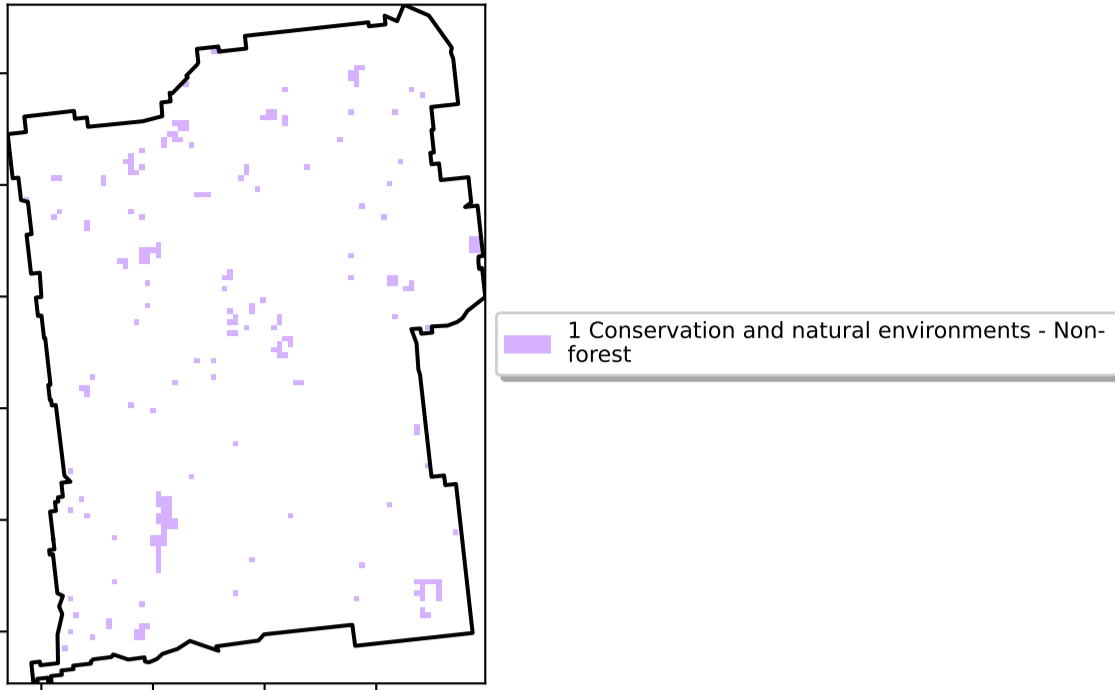 1 Conservation and natural environments - Non-
forest